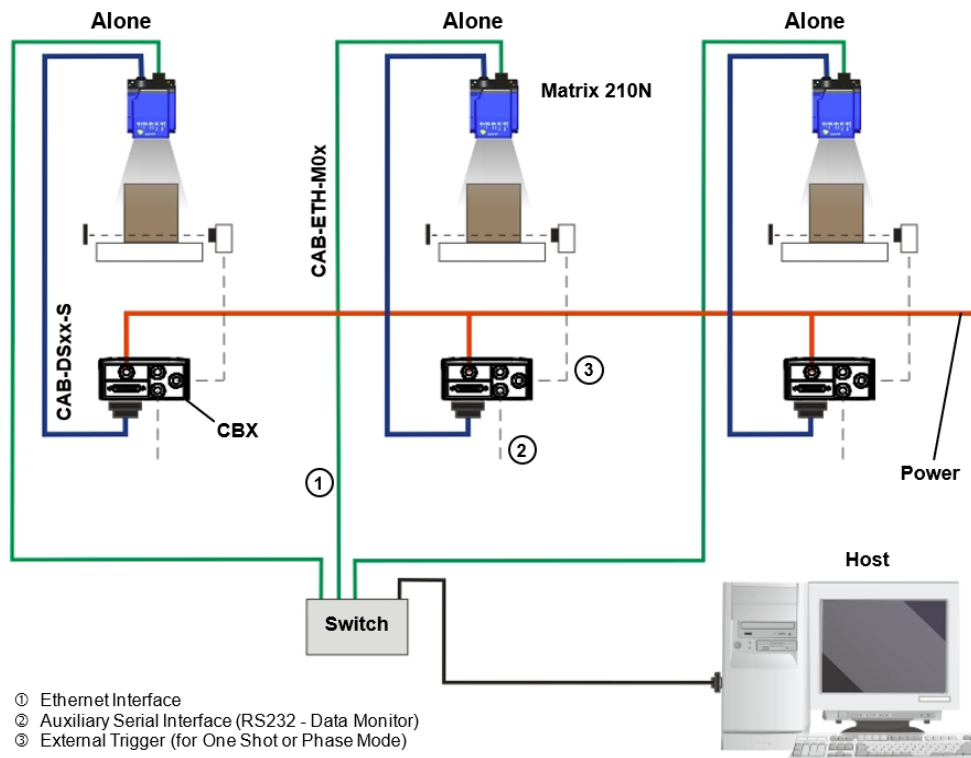 Alone
Alone
Alone
Matrix 210N
CAB-ETH-M0x
CAB-DSxx-S
③
CBX
②
Power
①
Host
Switch
① Ethernet Interface
② Auxiliary Serial Interface (RS232 - Data Monitor)
③ External Trigger (for One Shot or Phase Mode)